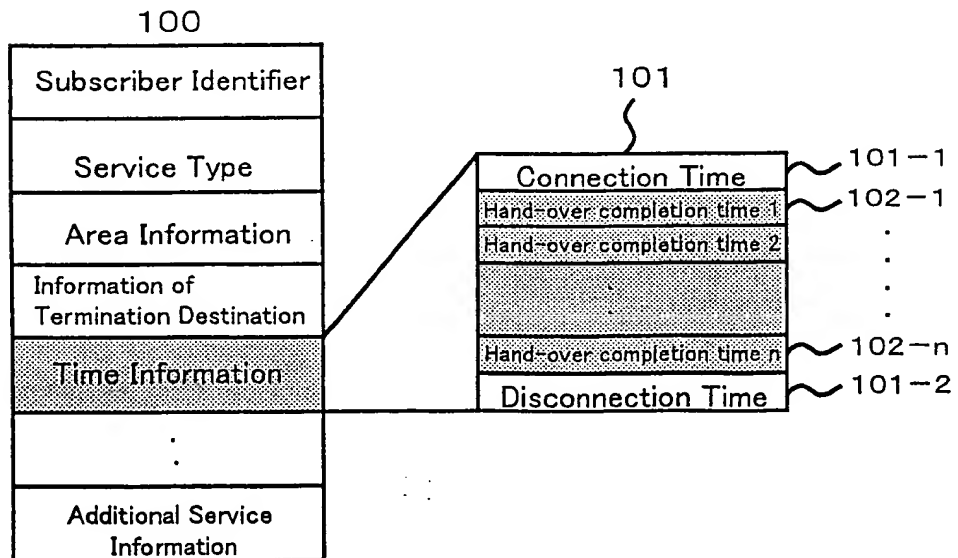 100
Subscriber Identifier
Service Type
Area Information
Information of
Termination Destination
Time Information
Additional Service
Information
101
Connection Time
101-1
Hand-over completion time 1
102-1
Hand-over completion time 2
Hand-over completion time n
102-n
Disconnection Time
101-2